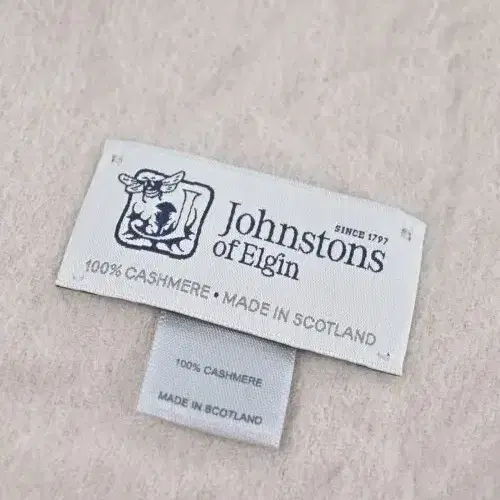 SINCE 1797
Johnstons
of Elgin
100% CASHMERE • MADE IN SCOTLAND
100% CASHMERE
MADE IN SCOTLAND